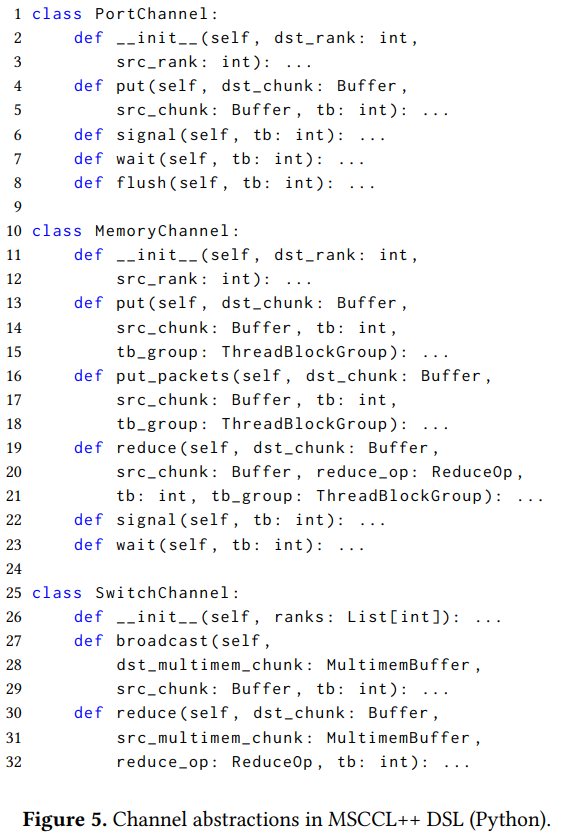 1 class PortChannel:
2     def __init__(self, dst_rank: int,
3         src_rank: int): ...
4     def put(self, dst_chunk: Buffer,
5         src_chunk: Buffer, tb: int): ...
6     def signal(self, tb: int): ...
7     def wait(self, tb: int): ...
8     def flush(self, tb: int): ...
9
10 class MemoryChannel:
11     def __init__(self, dst_rank: int,
12         src_rank: int): ...
13     def put(self, dst_chunk: Buffer,
14         src_chunk: Buffer, tb: int,
15         tb_group: ThreadBlockGroup): ...
16     def put_packets(self, dst_chunk: Buffer,
17         src_chunk: Buffer, tb: int,
18         tb_group: ThreadBlockGroup): ...
19     def reduce(self, dst_chunk: Buffer,
20         src_chunk: Buffer, reduce_op: ReduceOp,
21         tb: int, tb_group: ThreadBlockGroup): ...
22     def signal(self, tb: int): ...
23     def wait(self, tb: int): ...
24
25 class SwitchChannel:
26     def __init__(self, ranks: List[int]): ...
27     def broadcast(self,
28         dst_multimem_chunk: MultimemBuffer,
29         src_chunk: Buffer, tb: int): ...
30     def reduce(self, dst_chunk: Buffer,
31         src_multimem_chunk: MultimemBuffer,
32         reduce_op: ReduceOp, tb: int): ...
Figure 5. Channel abstractions in MSCCL++ DSL (Python).